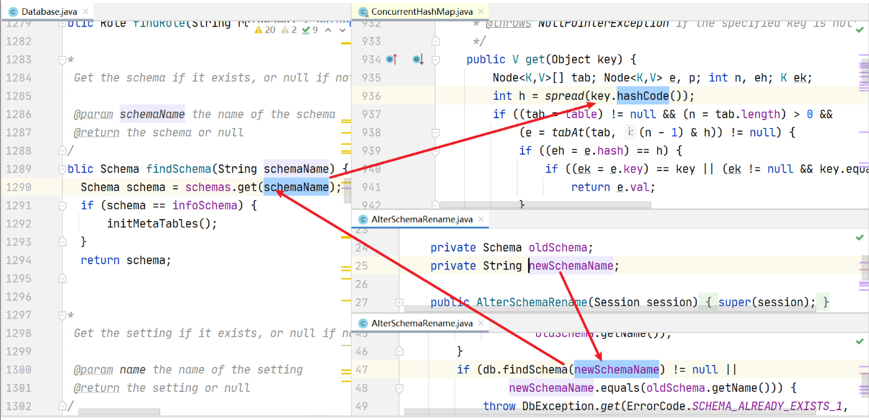 Database.java
1279 blic Role findRole(String
20 2 9
1282
1283 *
1284 Get the schema if it exists, or null if no
1285
1286 @param schemaName the name of the schema
1287 @return the schema or null
1288 /
1289 blic Schema findSchema(String schemaName) {
1290 Schema schema = schemas.get(schemaName);
1291 if (schema == infoSchema) {
1292 initMetaTables();
1293 }
1294 return schema;
1295
1296
1297 *
1298 Get the setting if it exists, or null if n
1299
1300 @param name the name of the setting
1301 @return the setting or null
1302 /
ConcurrentHashMap.java
932 * @throws NullPointerException if the specified key is nul
933 */
934 public V get(Object key) {
935 Node<K,V>[] tab; Node<K,V> e, p; int n, eh; K ek;
936 int h = spread(key.hashCode());
937 if ((tab = table) != null && (n = tab.length) > 0 &&
938 (e = tabAt(tab, i: (n - 1) & h)) != null) {
939 if ((eh = e.hash) == h) {
940 if ((ek = e.key) == key || (ek != null && key.equa
941 return e.val;
942 }
AlterSchemaRename.java
23
24 private Schema oldSchema;
25 private String newSchemaName;
26
27 public AlterSchemaRename(Session session) { super(session); }
AlterSchemaRename.java
45 oldSchema.getName());
46 }
47 if (db.findSchema(newSchemaName) != null ||
48 newSchemaName.equals(oldSchema.getName())) {
49 throw DbException.get(ErrorCode.SCHEMA_ALREADY_EXISTS_1,